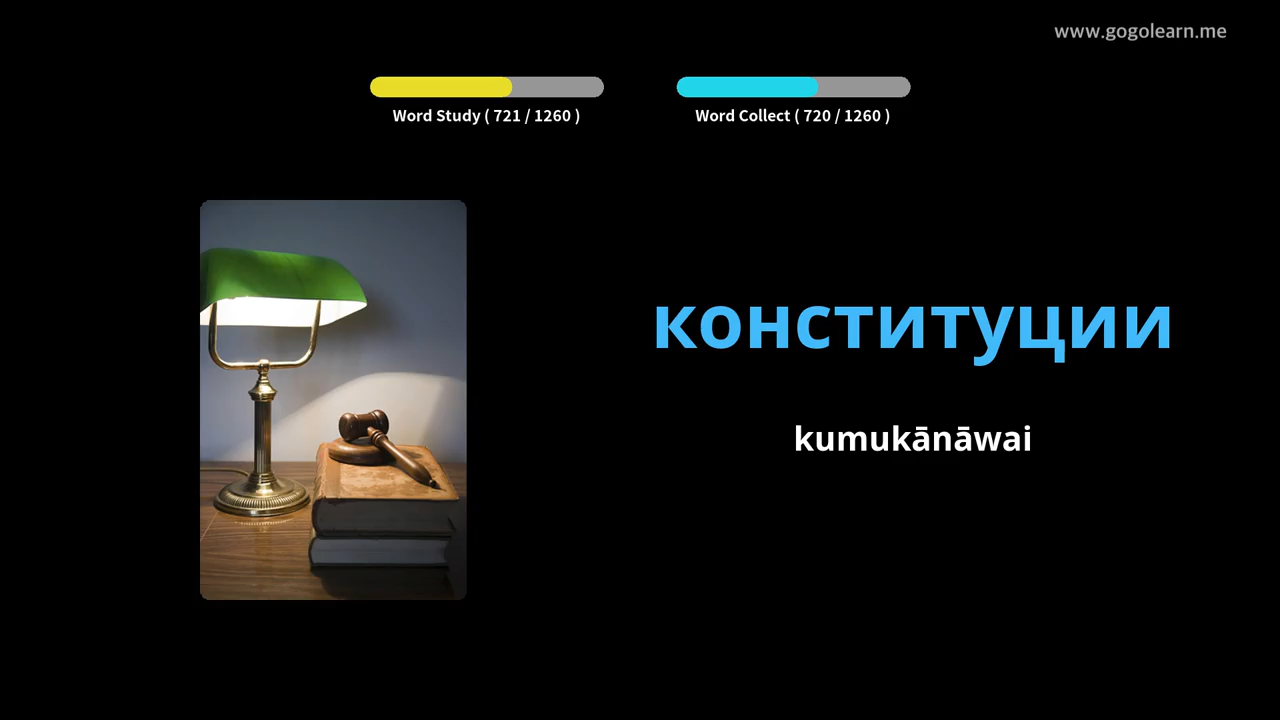 www.gogolearn.me
Word Study ( 721 / 1260 )
Word Collect ( 720 / 1260 )
конституции
kumukānāwai